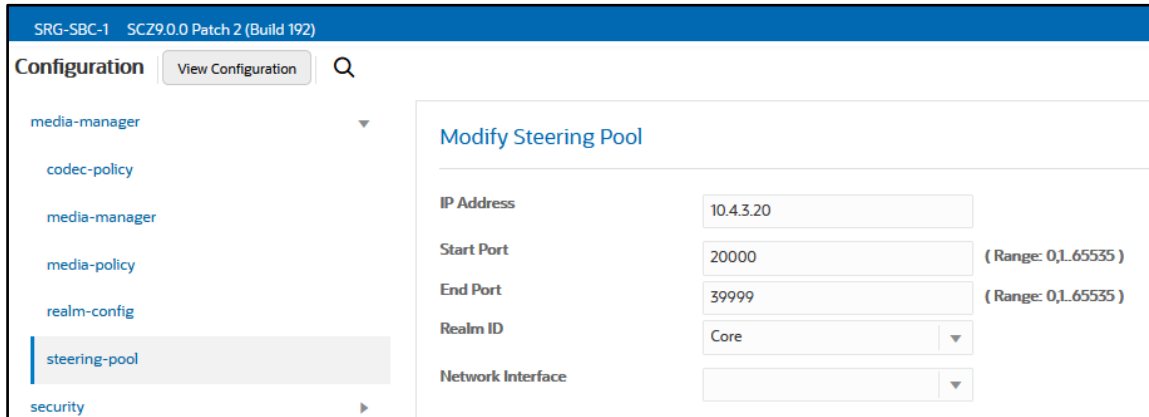 SRG-SBC-1 SCZ9.0.0 Patch 2 (Build 192)
Configuration View Configuration
media-manager
codec-policy
media-manager
media-policy
realm-config
steering-pool
security
Modify Steering Pool
IP Address 10.4.3.20
Start Port 20000 ( Range: 0,1..65535 )
End Port 39999 ( Range: 0,1..65535 )
Realm ID Core
Network Interface